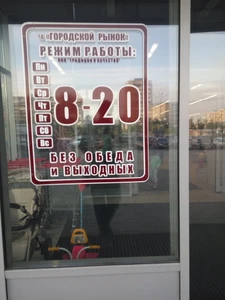 «ГОРОДСКОЙ РЫНОК»
РЕЖИМ РАБОТЫ:
Пн
Вт
Ср
Чт
Пт
Сб
Вс
8-20
БЕЗ ОБЕДА
И ВЫХОДНЫХ